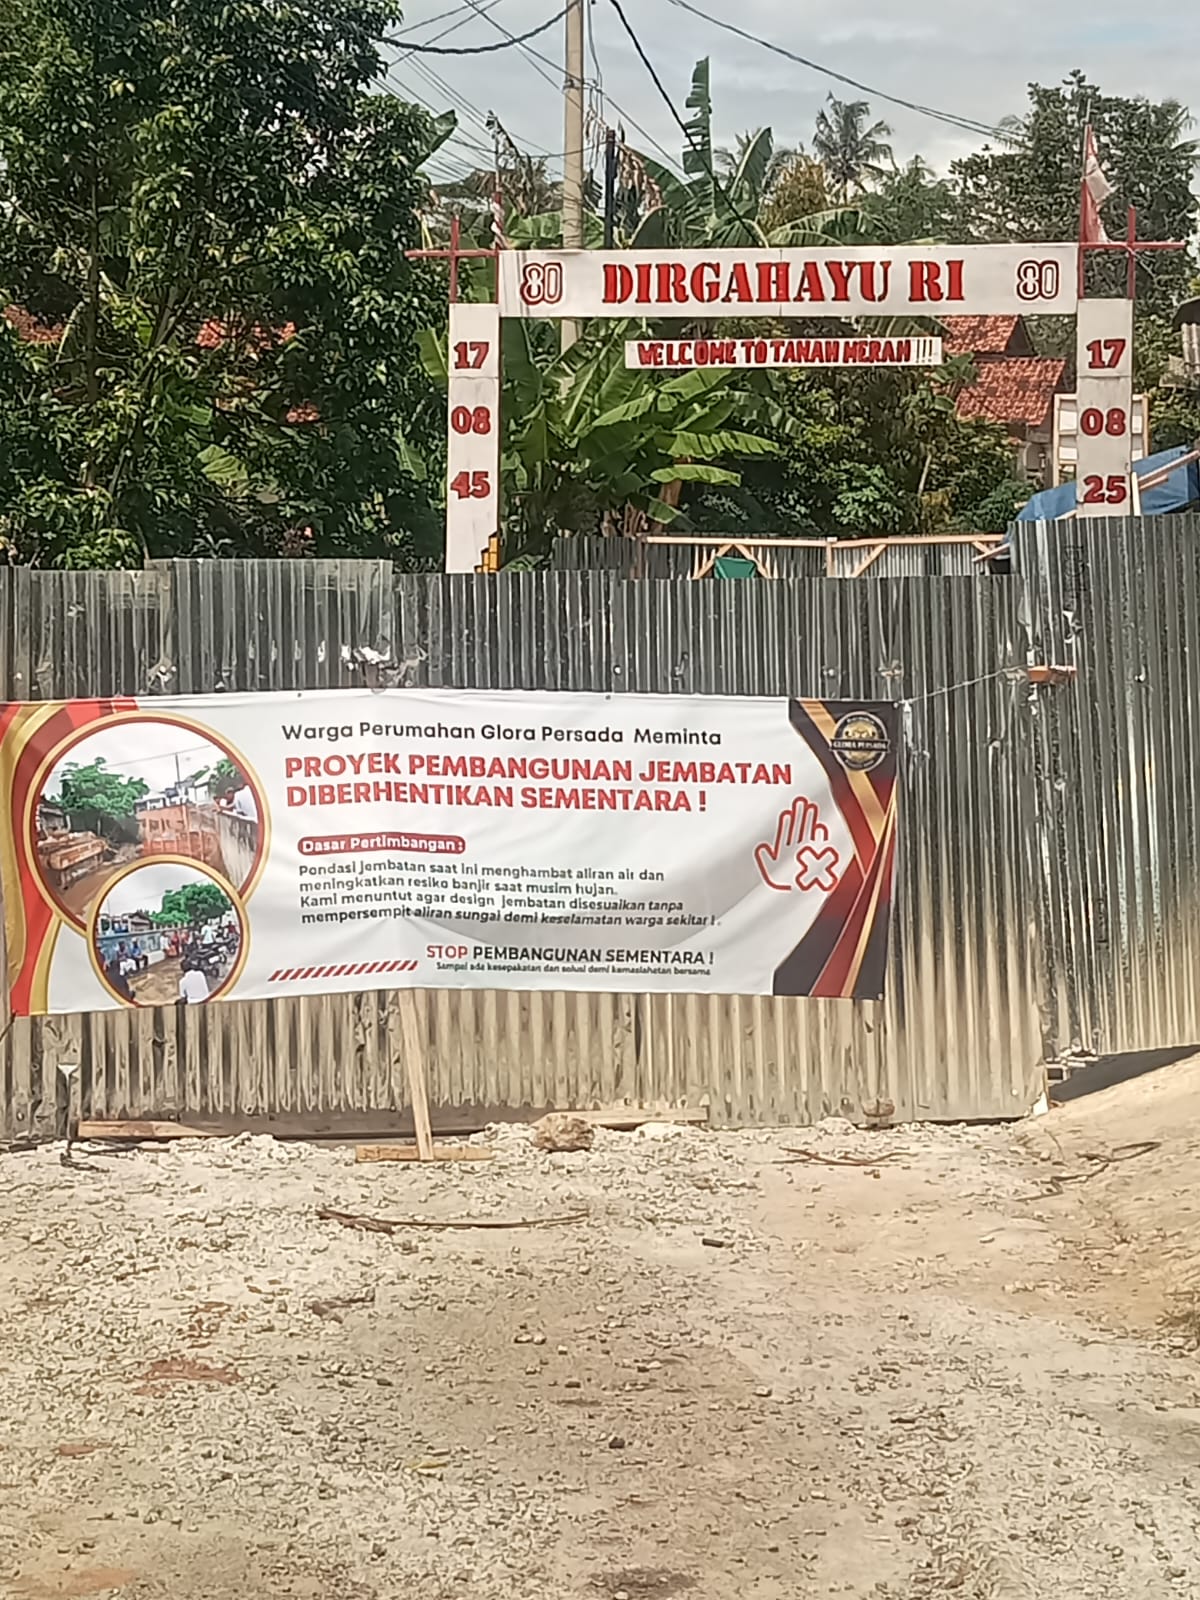 80 DIRGAHAYU RI 80
WELCOME TO TANAH MERAH !!!
17
08
45
17
08
25
Warga Perumahan Glora Persada Meminta
PROYEK PEMBANGUNAN JEMBATAN
DIBERHENTIKAN SEMENTARA !
Dasar Pertimbangan :
Pondasi jembatan saat ini menghambat aliran air dan
meningkatkan resiko banjir saat musim hujan.
Kami menuntut agar design jembatan disesuaikan tanpa
mempersempit aliran sungai demi keselamatan warga sekitar !.
STOP PEMBANGUNAN SEMENTARA !
Sampai ada kesepakatan dan solusi demi kemaslahatan bersama
GLORA PERSADA